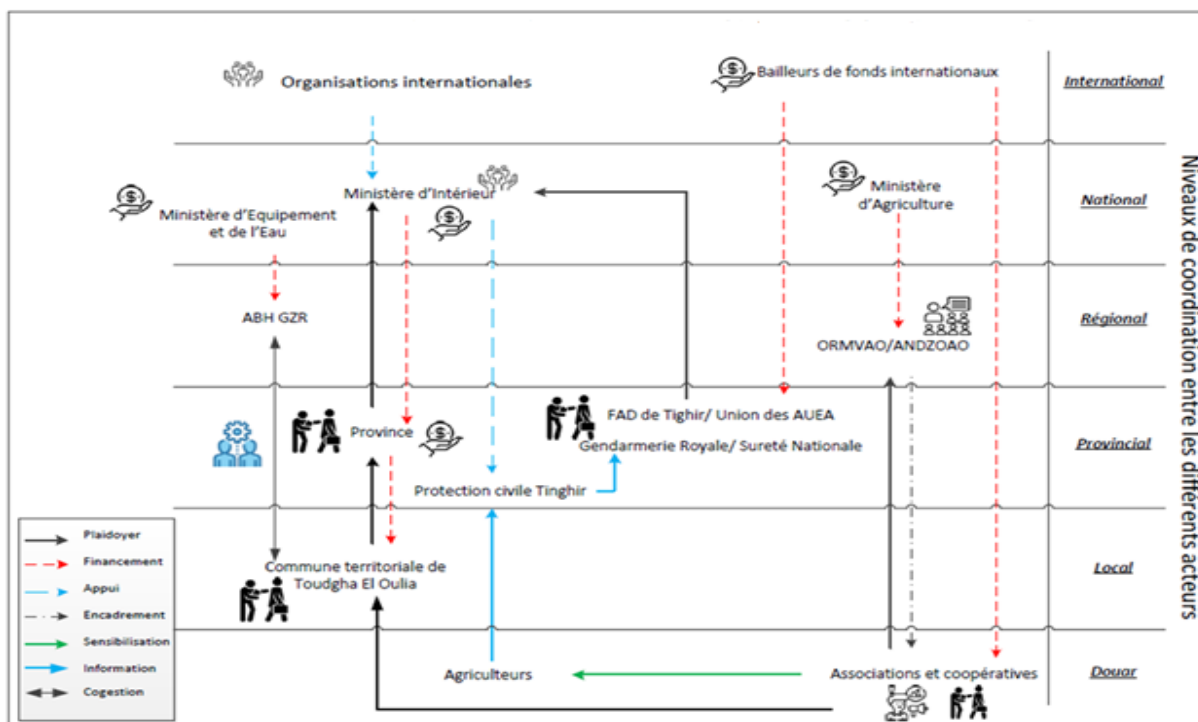 Organisations internationales
Bailleurs de fonds internationaux
International
Ministère d'Intérieur
Ministère d'Equipement
et de l'Eau
Ministère
d'Agriculture
National
ABH GZR
ORMVAO/ANDZOAO
Régional
Province
FAD de Tighir/ Union des AUEA
Gendarmerie Royale/ Sureté Nationale
Protection civile Tinghir
Provincial
Commune territoriale de
Toudgha El Oulia
Local
Agriculteurs
Associations et coopératives
Douar
Plaidoyer
Financement
Appui
Encadrement
Sensibilisation
Information
Cogestion
Niveaux de coordination entre les différents acteurs